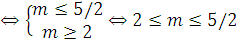 ⇔ { m ≤ 5/2
m ≥ 2 ⇔ 2 ≤ m ≤ 5/2